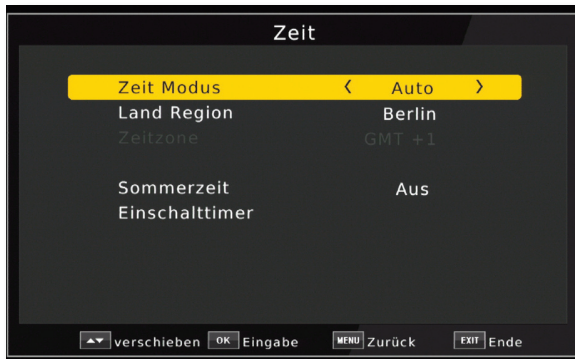 Zeit
Zeit Modus < Auto >
Land Region Berlin
Zeitzone GMT +1
Sommerzeit Aus
Einschalttimer
▲▼ verschieben OK Eingabe MENU Zurück EXIT Ende